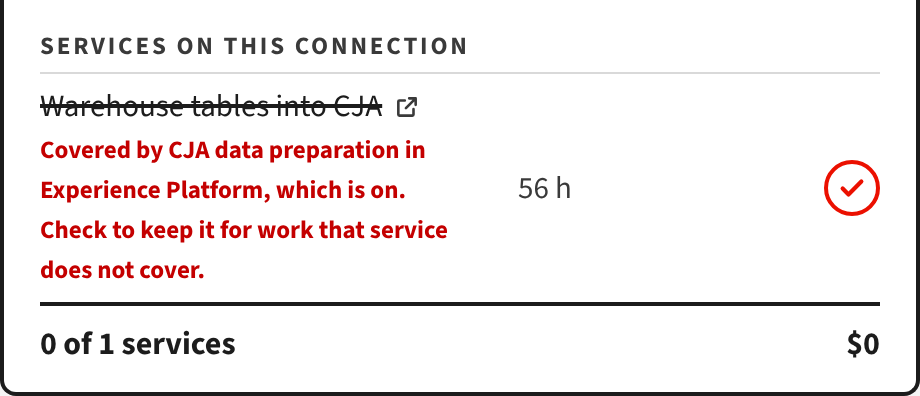 SERVICES ON THIS CONNECTION
Warehouse tables into CJA
Covered by CJA data preparation in
Experience Platform, which is on.
Check to keep it for work that service
does not cover.
56 h
0 of 1 services
$0